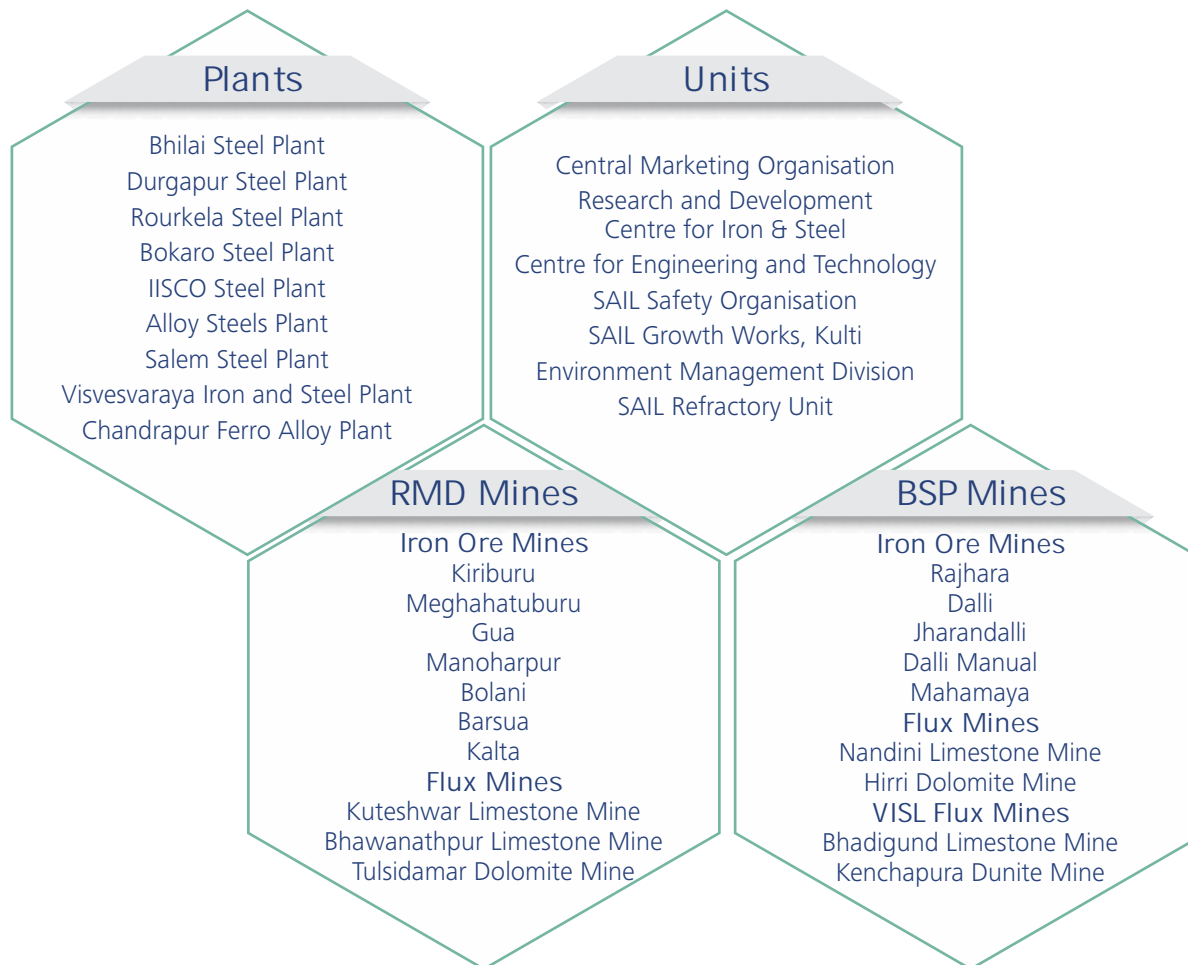 Plants
Bhilai Steel Plant
Durgapur Steel Plant
Rourkela Steel Plant
Bokaro Steel Plant
IISCO Steel Plant
Alloy Steels Plant
Salem Steel Plant
Visvesvaraya Iron and Steel Plant
Chandrapur Ferro Alloy Plant
Units
Central Marketing Organisation
Research and Development
Centre for Iron & Steel
Centre for Engineering and Technology
SAIL Safety Organisation
SAIL Growth Works, Kulti
Environment Management Division
SAIL Refractory Unit
RMD Mines
Iron Ore Mines
Kiriburu
Meghahatuburu
Gua
Manoharpur
Bolani
Barsua
Kalta
Flux Mines
Kuteshwar Limestone Mine
Bhawanathpur Limestone Mine
Tulsidamar Dolomite Mine
BSP Mines
Iron Ore Mines
Rajhara
Dalli
Jharandalli
Dalli Manual
Mahamaya
Flux Mines
Nandini Limestone Mine
Hirri Dolomite Mine
VISL Flux Mines
Bhadigund Limestone Mine
Kenchapura Dunite Mine